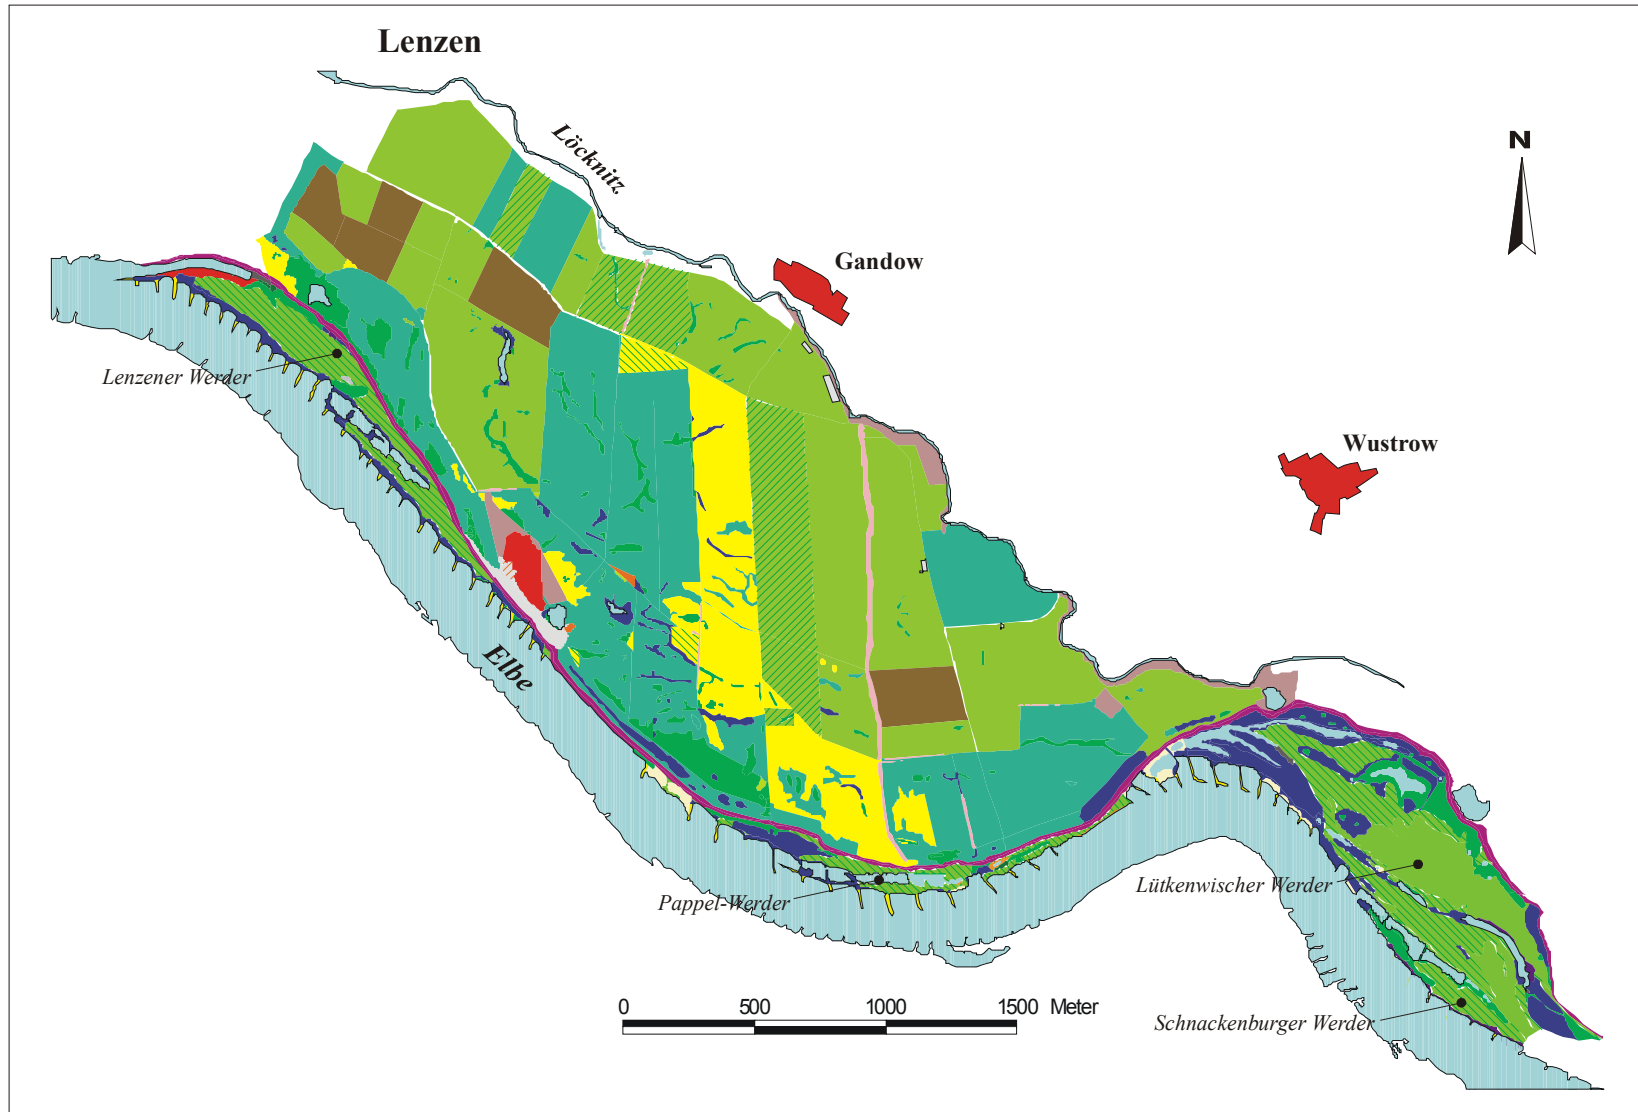 Lenzen
Löcknitz
N
Gandow
Lenzener Werder
Wustrow
Elbe
Lütkenwischer Werder
Pappel-Werder
0 500 1000 1500 Meter
Schnackenburger Werder